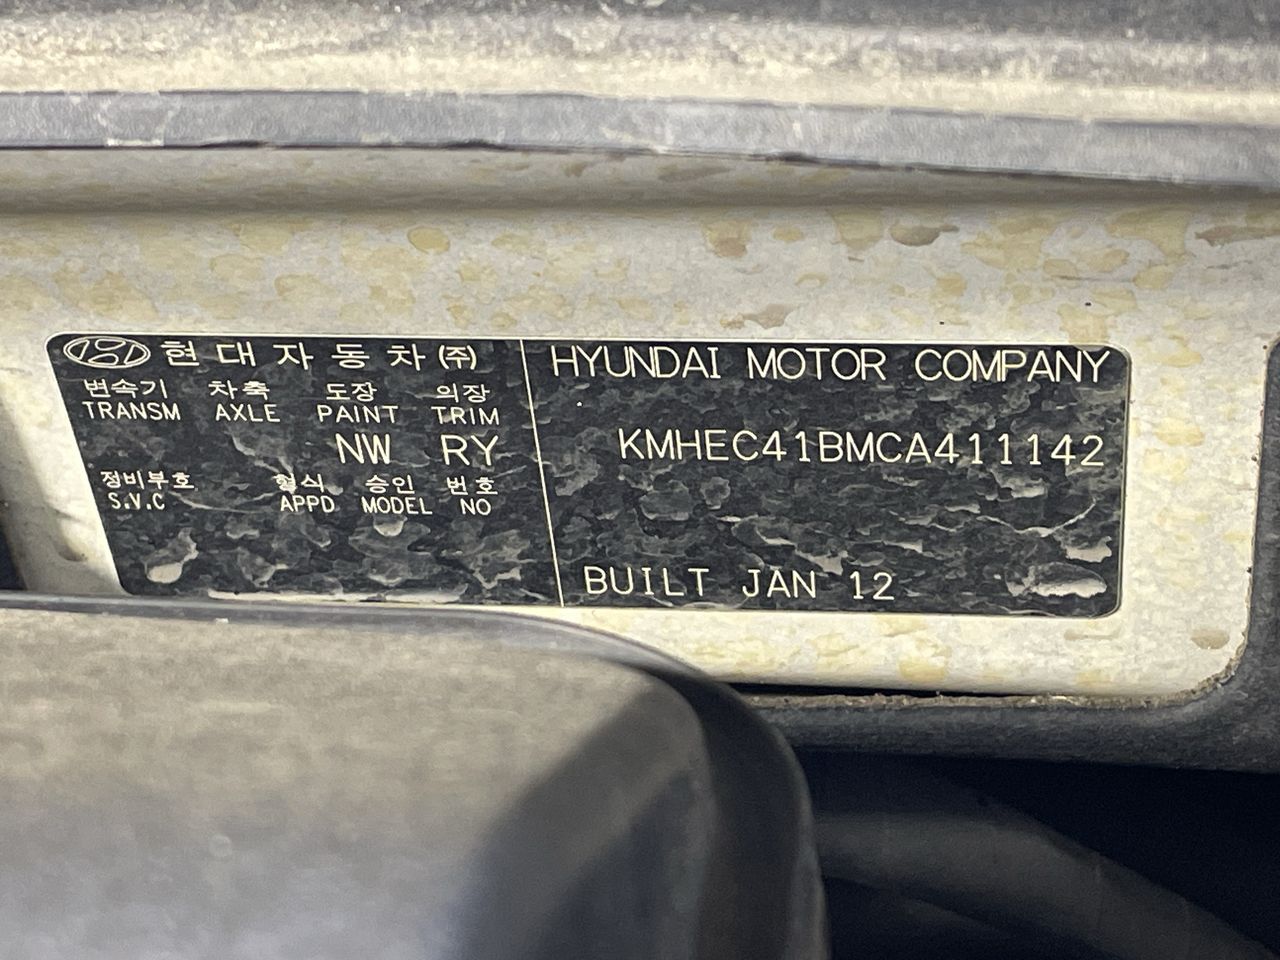 현대자동차(주)
변속기 차축 도장 의장
TRANSM AXLE PAINT TRIM
NW RY
정비부호 형식 승인 번호
S.V.C APPD MODEL NO
HYUNDAI MOTOR COMPANY
KMHEC41BMCA411142
BUILT JAN 12